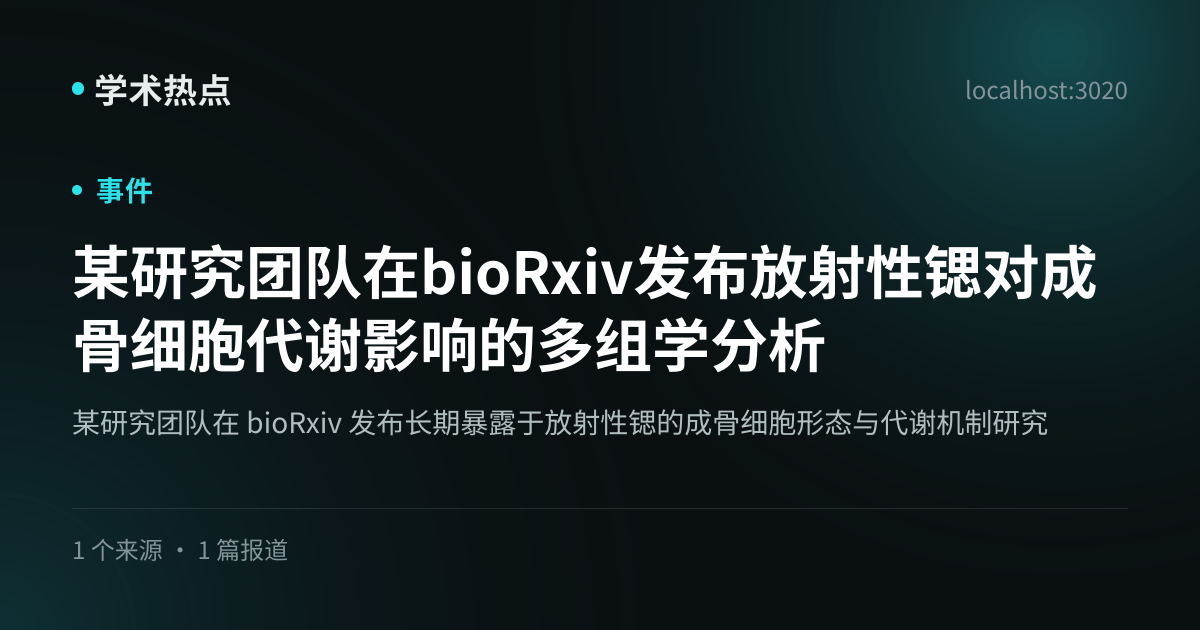 学术热点
localhost:3020
事件
某研究团队在bioRxiv发布放射性锶对成
骨细胞代谢影响的多组学分析
某研究团队在 bioRxiv 发布长期暴露于放射性锶的成骨细胞形态与代谢机制研究
1 个来源 · 1 篇报道